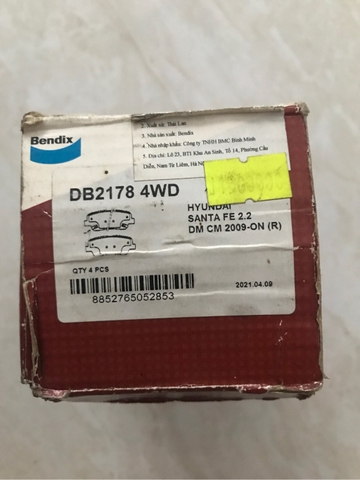 2. Xuất xứ: Thái Lan
3. Nhà sản xuất: Bendix
4. Nhà nhập khẩu: Công ty TNHH BMC Bình Minh
5. Địa chỉ: Lô 23, BT1 Khu An Sinh, Tổ 14, Phường Cầu
Diễn, Nam Từ Liêm, Hà N
Bendix
DB2178 4WD
HYUNDAI
SANTA FE 2.2
DM CM 2009-ON (R)
QTY 4 PCS
8852765052853
2021.04.09